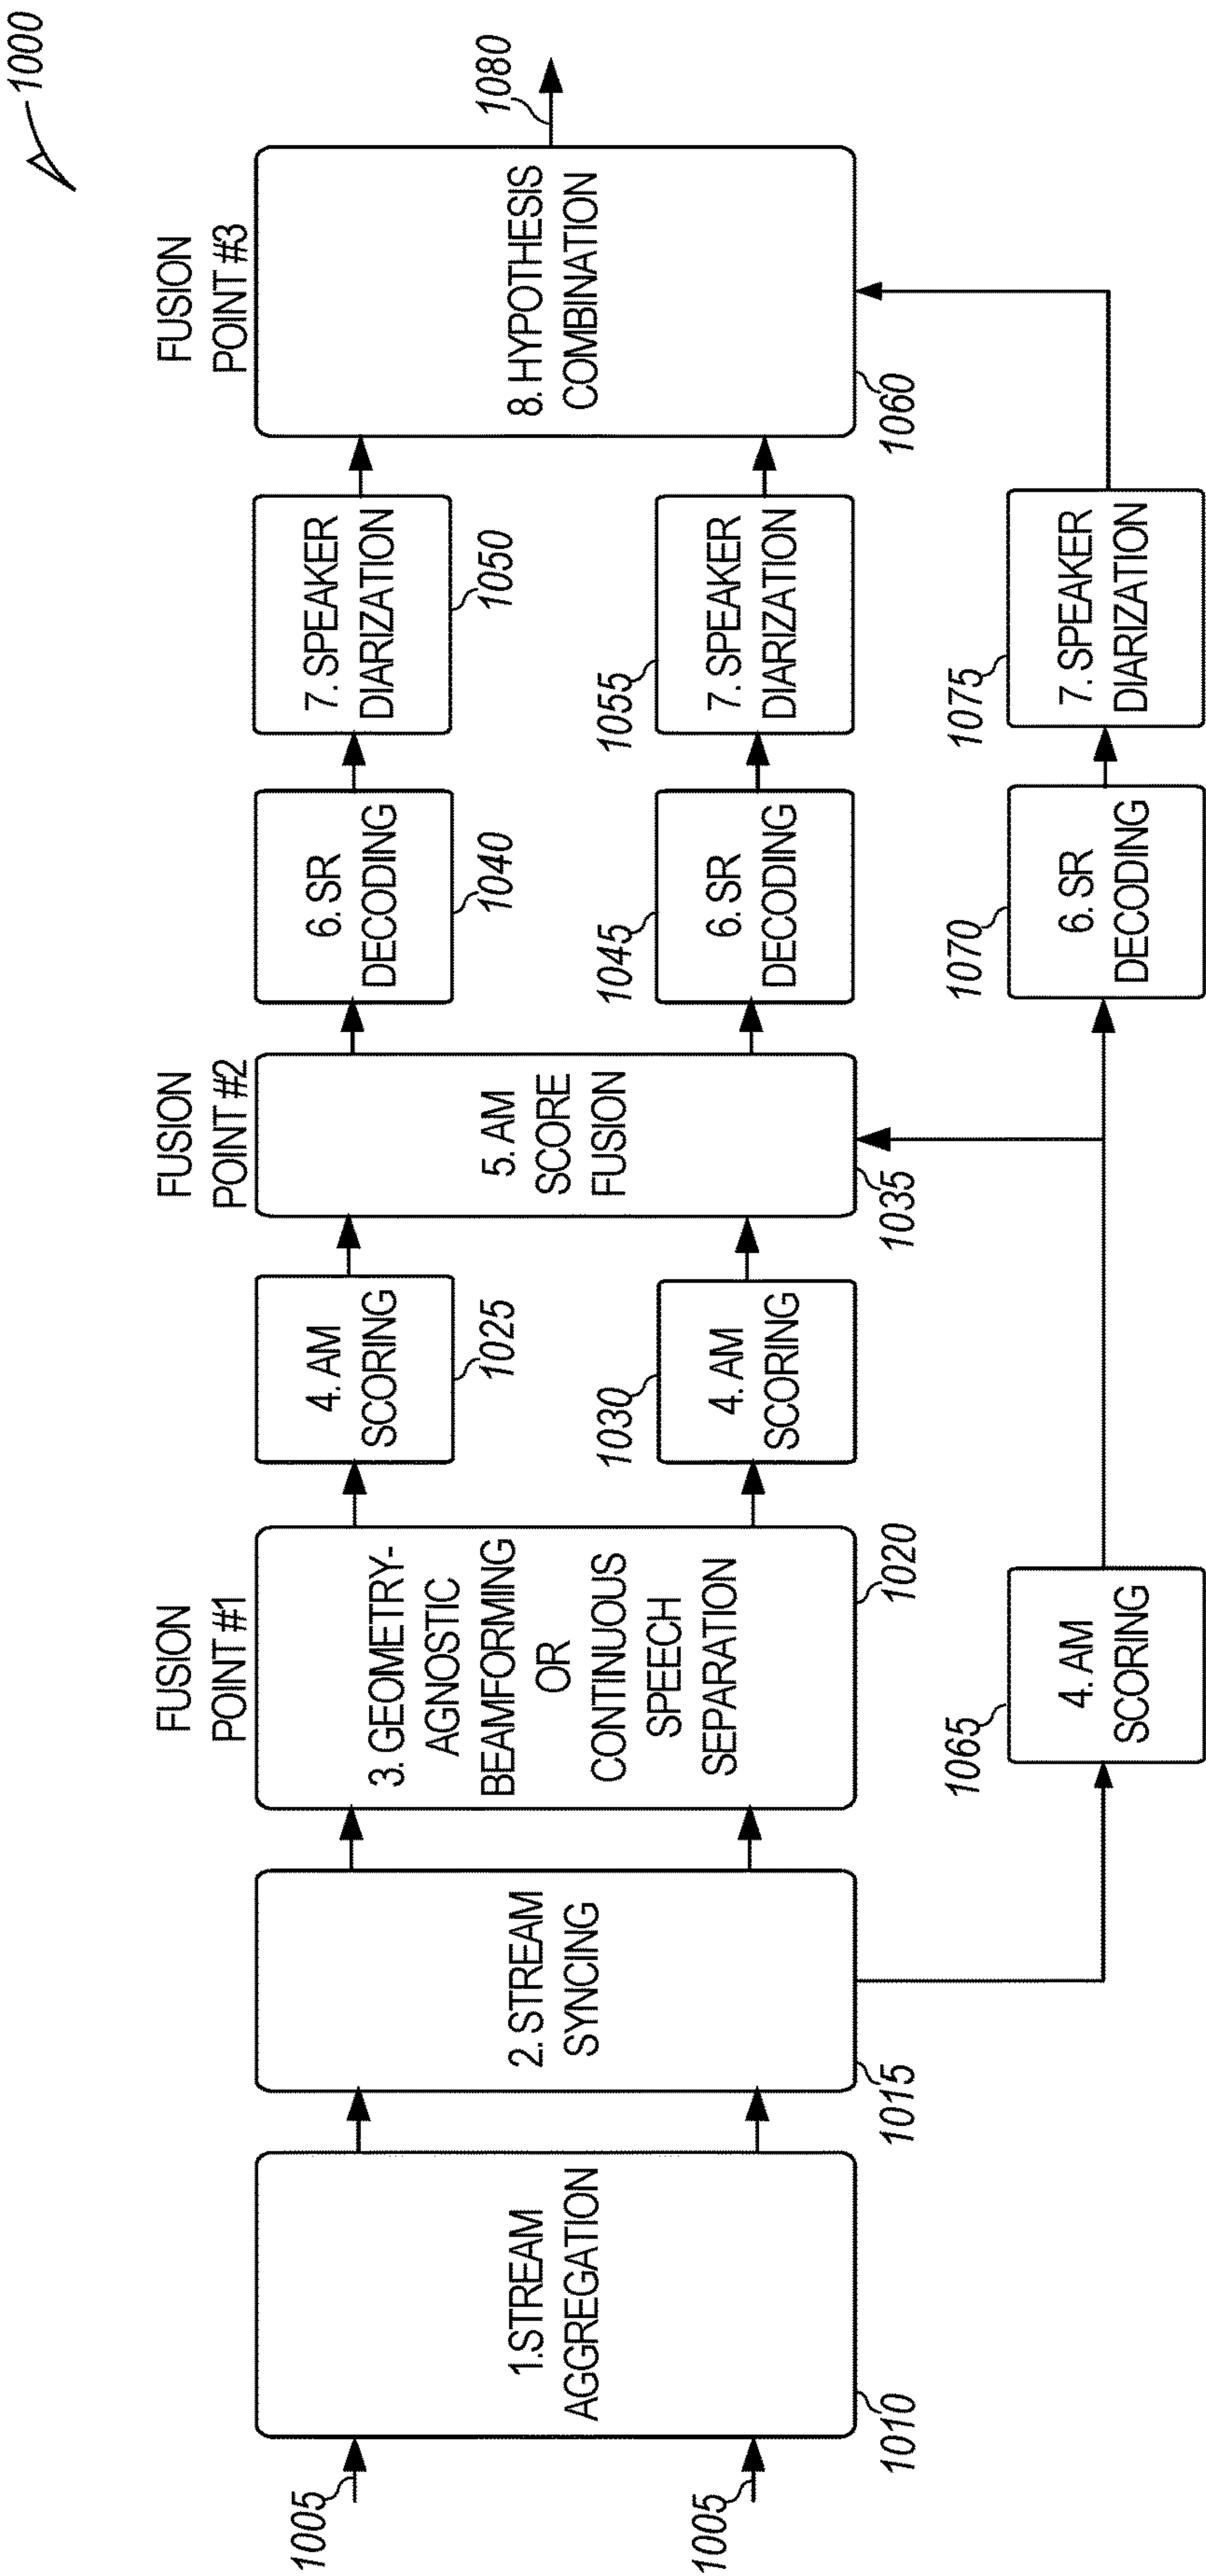 1000
FUSION
POINT #1
FUSION
POINT #2
FUSION
POINT #3
1005
1005
1.STREAM
AGGREGATION
1010
2. STREAM
SYNCING
1015
3. GEOMETRY-
AGNOSTIC
BEAMFORMING
OR
CONTINUOUS
SPEECH
SEPARATION
1020
4. AM
SCORING
1025
4. AM
SCORING
1030
5. AM
SCORE
FUSION
1035
6. SR
DECODING
1040
6. SR
DECODING
1045
7. SPEAKER
DIARIZATION
1050
7. SPEAKER
DIARIZATION
1055
8. HYPOTHESIS
COMBINATION
1060
1080
4. AM
SCORING
1065
6. SR
DECODING
1070
7. SPEAKER
DIARIZATION
1075